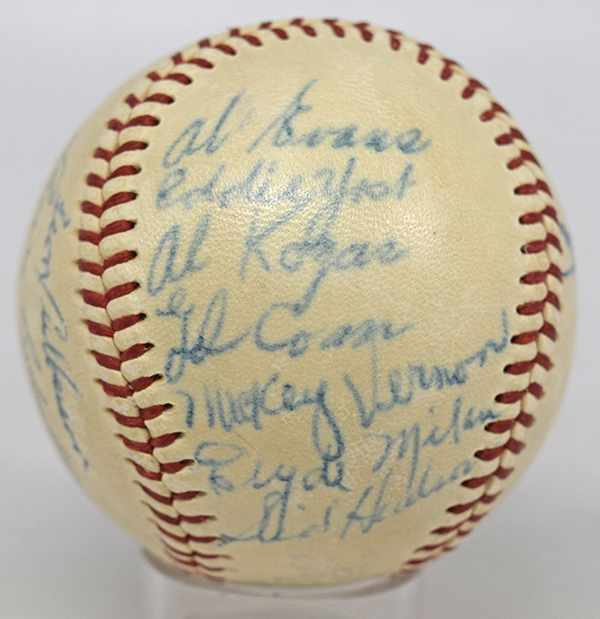 Al Evans
Eddie Yost
Al Kozar
Gil Coan
Mickey Vernon
Clyde Milan
Sid Hudson